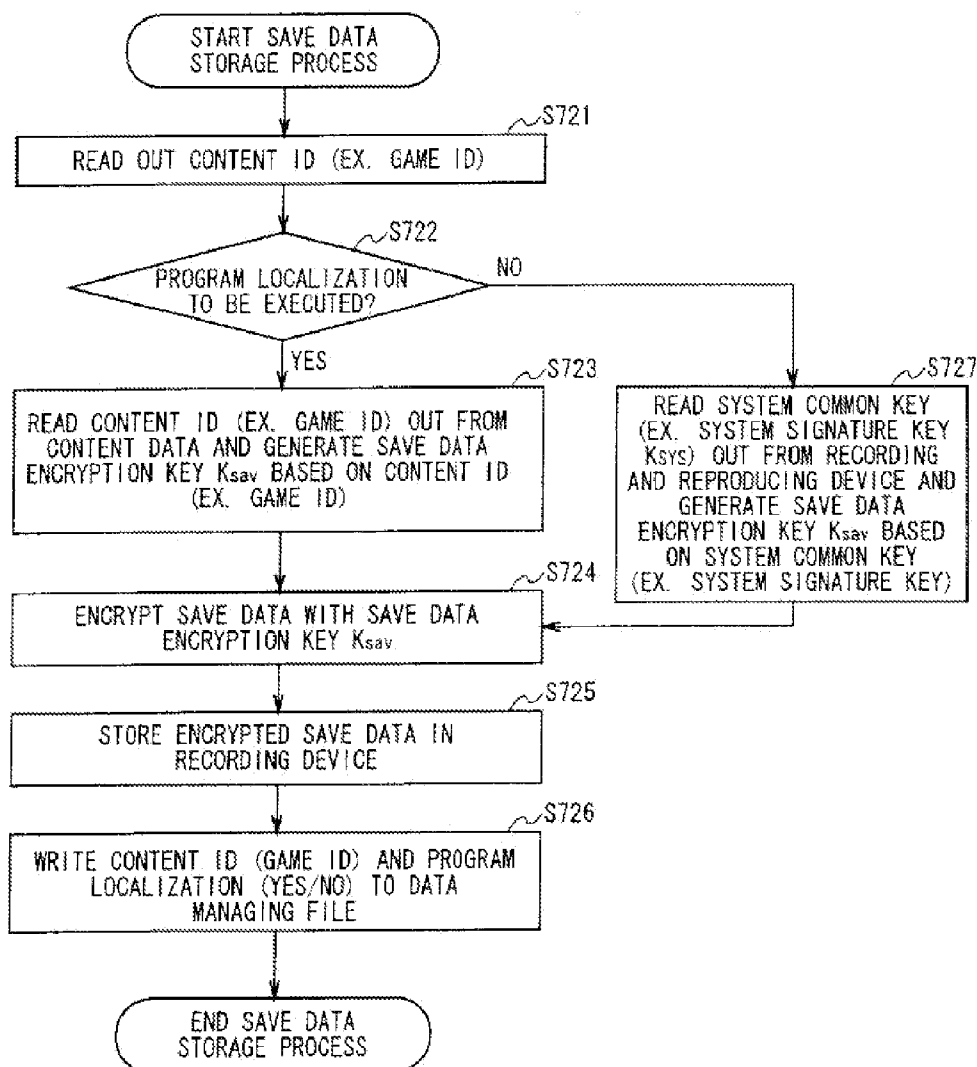 START SAVE DATA
STORAGE PROCESS
S721
READ OUT CONTENT ID (EX. GAME ID)
S722
PROGRAM LOCALIZATION
TO BE EXECUTED?
NO
YES
S723
READ CONTENT ID (EX. GAME ID) OUT FROM
CONTENT DATA AND GENERATE SAVE DATA
ENCRYPTION KEY Ksav BASED ON CONTENT ID
(EX. GAME ID)
S727
READ SYSTEM COMMON KEY
(EX. SYSTEM SIGNATURE KEY
Ksys) OUT FROM RECORDING
AND REPRODUCING DEVICE AND
GENERATE SAVE DATA
ENCRYPTION KEY Ksav BASED
ON SYSTEM COMMON KEY
(EX. SYSTEM SIGNATURE KEY)
S724
ENCRYPT SAVE DATA WITH SAVE DATA
ENCRYPTION KEY Ksav
S725
STORE ENCRYPTED SAVE DATA IN
RECORDING DEVICE
S726
WRITE CONTENT ID (GAME ID) AND PROGRAM
LOCALIZATION (YES/NO) TO DATA
MANAGING FILE
END SAVE DATA
STORAGE PROCESS